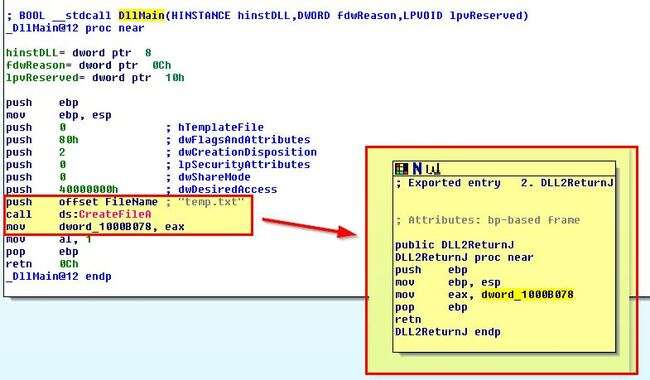 ; BOOL __stdcall DllMain(HINSTANCE hinstDLL,DWORD fdwReason,LPVOID lpvReserved)
_DllMain@12 proc near
hinstDLL= dword ptr  8
fdwReason= dword ptr  0Ch
lpvReserved= dword ptr  10h
push    ebp
mov     ebp, esp
push    0               ; hTemplateFile
push    80h             ; dwFlagsAndAttributes
push    2               ; dwCreationDisposition
push    0               ; lpSecurityAttributes
push    0               ; dwShareMode
push    40000000h       ; dwDesiredAccess
push    offset FileName ; "temp.txt"
call    ds:CreateFileA
mov     dword_1000B078, eax
mov     al, 1
pop     ebp
retn    0Ch
_DllMain@12 endp
; Exported entry   2. DLL2ReturnJ
; Attributes: bp-based frame
public DLL2ReturnJ
DLL2ReturnJ proc near
push    ebp
mov     ebp, esp
mov     eax, dword_1000B078
pop     ebp
retn
DLL2ReturnJ endp